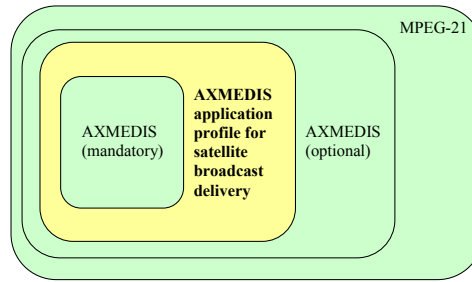 MPEG-21
AXMEDIS
(mandatory)
AXMEDIS
application
profile for
satellite
broadcast
delivery
AXMEDIS
(optional)